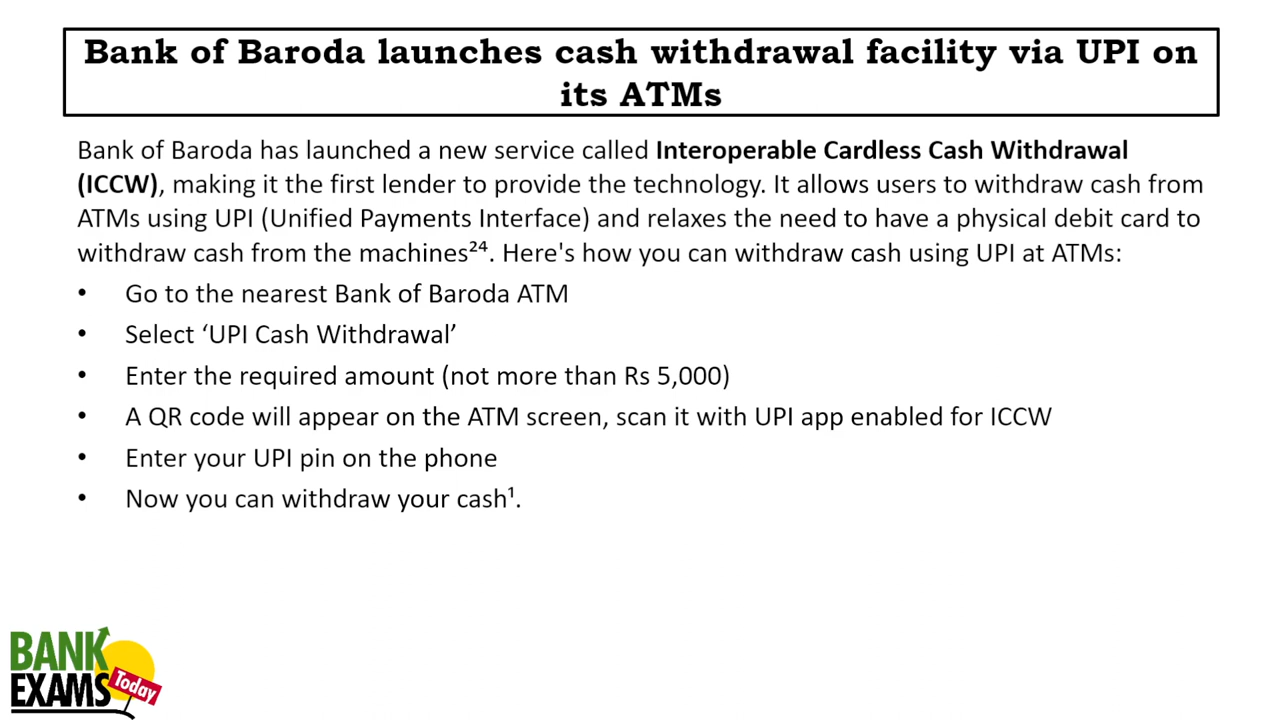 Bank of Baroda launches cash withdrawal facility via UPI on
its ATMs
Bank of Baroda has launched a new service called Interoperable Cardless Cash Withdrawal
(ICCW), making it the first lender to provide the technology. It allows users to withdraw cash from
ATMs using UPI (Unified Payments Interface) and relaxes the need to have a physical debit card to
withdraw cash from the machines²⁴. Here's how you can withdraw cash using UPI at ATMs:
• Go to the nearest Bank of Baroda ATM
• Select ‘UPI Cash Withdrawal’
• Enter the required amount (not more than Rs 5,000)
• A QR code will appear on the ATM screen, scan it with UPI app enabled for ICCW
• Enter your UPI pin on the phone
• Now you can withdraw your cash¹.
BANK
EXAMS
Today